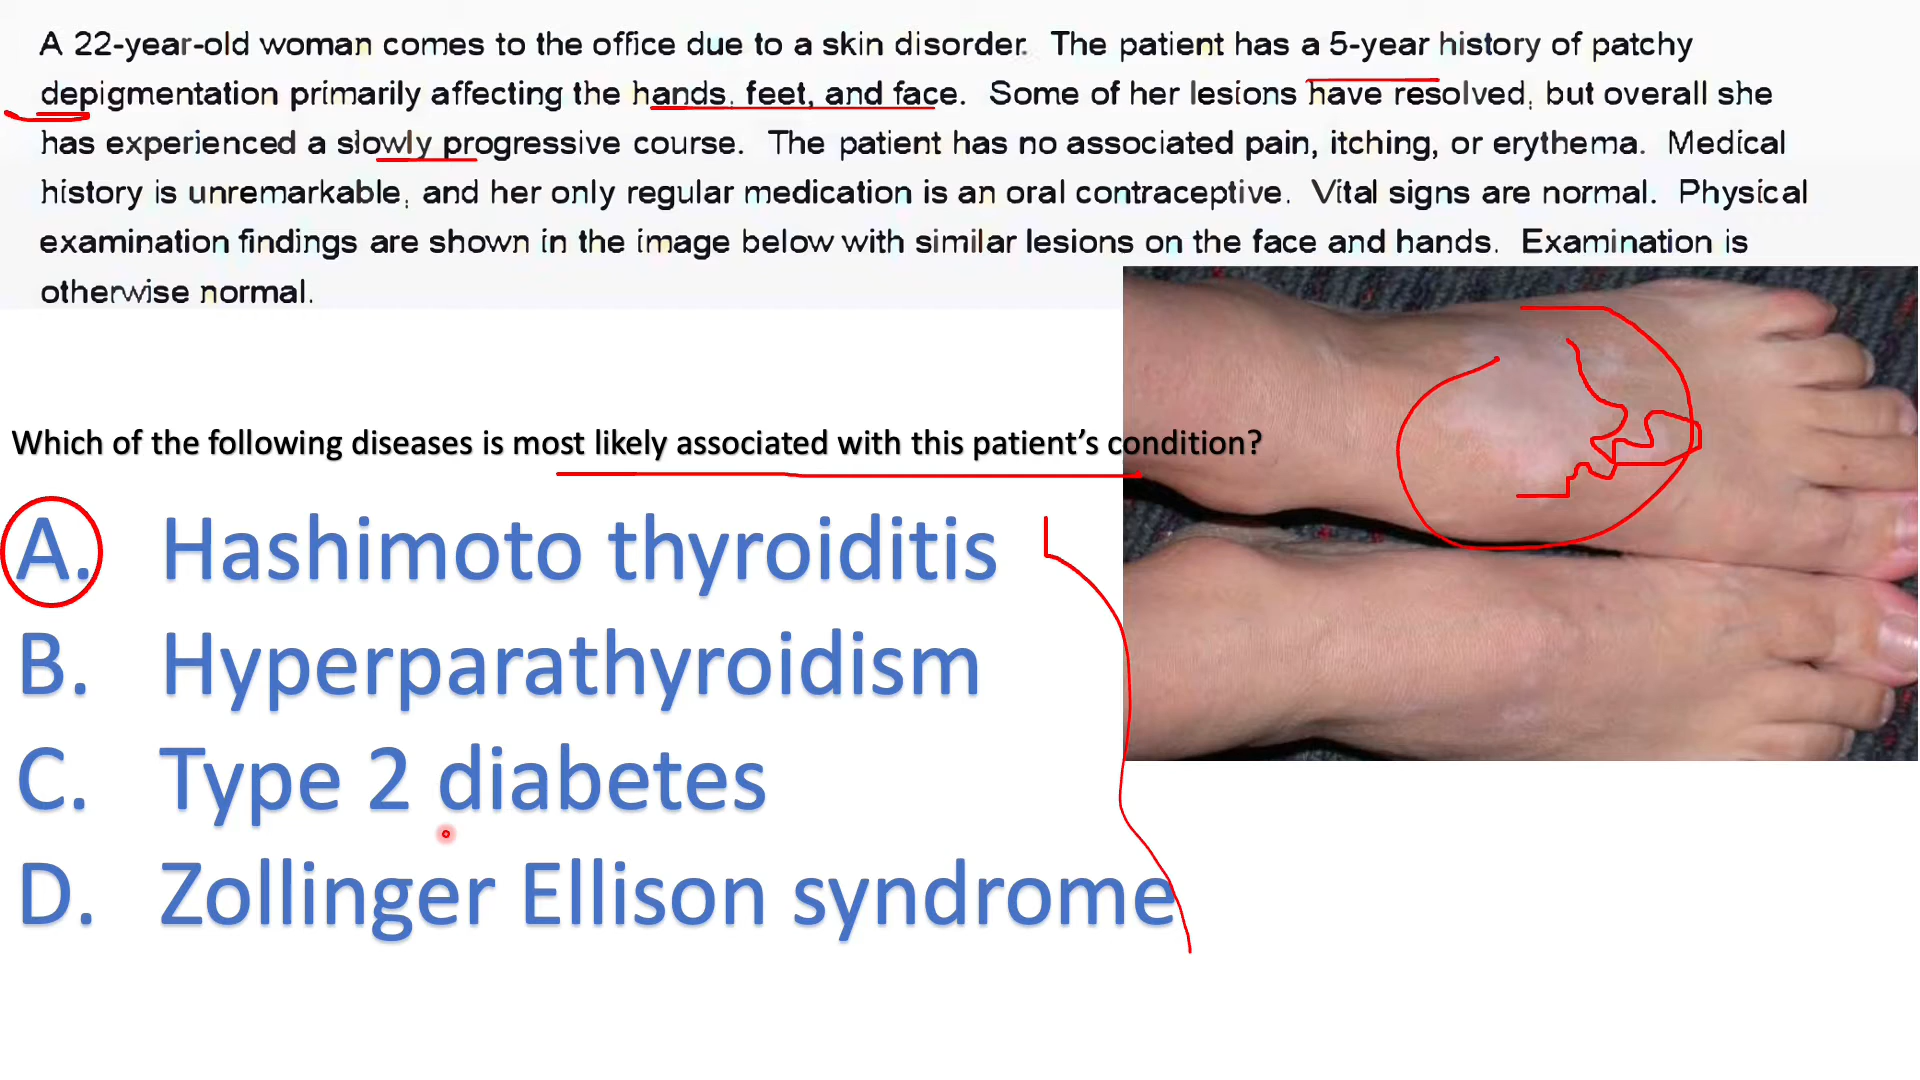 A 22-year-old woman comes to the office due to a skin disorder. The patient has a 5-year history of patchy
depigmentation primarily affecting the hands, feet, and face. Some of her lesions have resolved, but overall she
has experienced a slowly progressive course. The patient has no associated pain, itching, or erythema. Medical
history is unremarkable, and her only regular medication is an oral contraceptive. Vital signs are normal. Physical
examination findings are shown in the image below with similar lesions on the face and hands. Examination is
otherwise normal.
Which of the following diseases is most likely associated with this patient's condition?
A. Hashimoto thyroiditis
B. Hyperparathyroidism
C. Type 2 diabetes
D. Zollinger Ellison syndrome